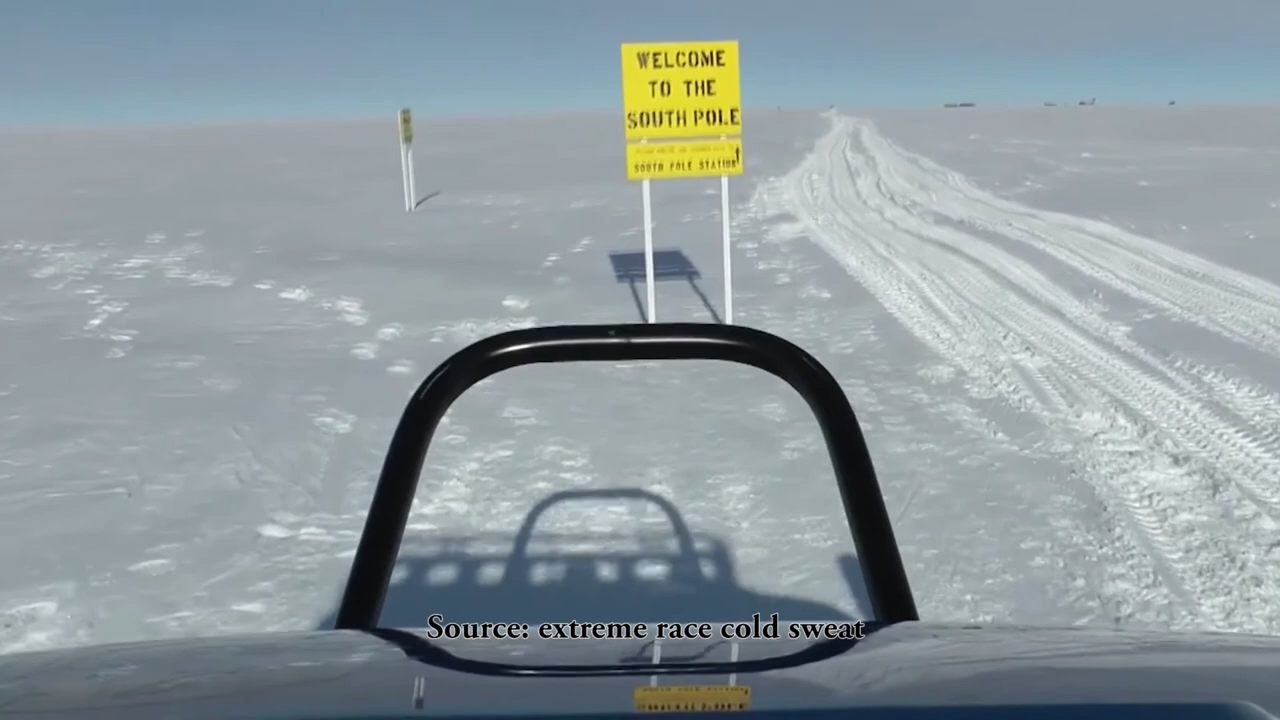 WELCOME
TO THE
SOUTH POLE
SOUTH POLE STATION
Source: extreme race cold sweat